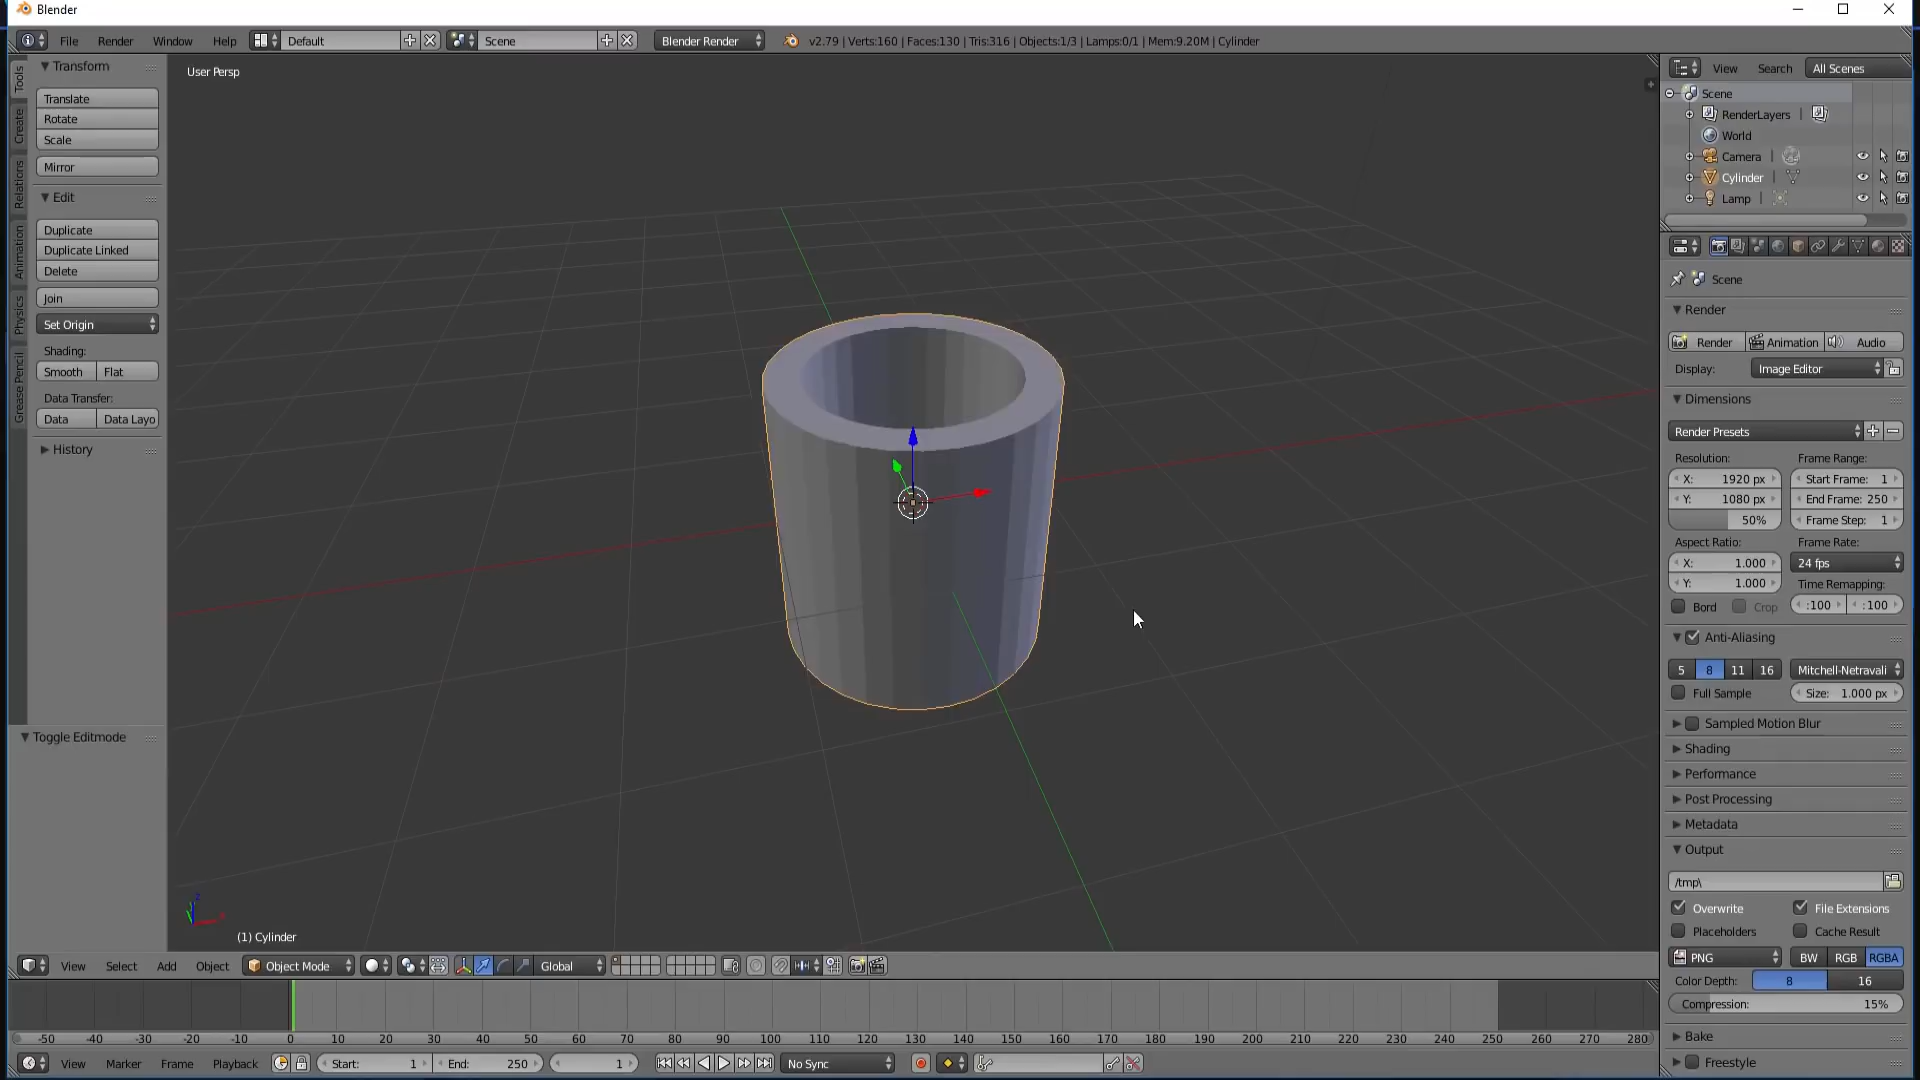 Blender
File Render Window Help Default Scene Blender Render v2.79 | Verts:160 | Faces:130 | Tris:316 | Objects:1/3 | Lamps:0/1 | Mem:9.20M | Cylinder
Tools
Create
Relations
Animation
Physics
Grease Pencil
Transform
Translate
Rotate
Scale
Mirror
Edit
Duplicate
Duplicate Linked
Delete
Join
Set Origin
Shading:
Smooth Flat
Data Transfer:
Data Data Layo
History
Toggle Editmode
User Persp
(1) Cylinder
View Select Add Object Object Mode Global
-50 -40 -30 -20 -10 0 10 20 30 40 50 60 70 80 90 100 110 120 130 140 150 160 170 180 190 200 210 220 230 240 250 260 270 280
View Marker Frame Playback Start: 1 End: 250 1 No Sync
View Search All Scenes
Scene
RenderLayers
World
Camera
Cylinder
Lamp
Scene
Render
Render Animation Audio
Display: Image Editor
Dimensions
Render Presets
Resolution: Frame Range:
X: 1920 px Start Frame: 1
Y: 1080 px End Frame: 250
50% Frame Step: 1
Aspect Ratio: Frame Rate:
X: 1.000 24 fps
Y: 1.000 Time Remapping:
Bord Crop :100 :100
Anti-Aliasing
5 8 11 16 Mitchell-Netravali
Full Sample Size: 1.000 px
Sampled Motion Blur
Shading
Performance
Post Processing
Metadata
Output
/tmp\
Overwrite File Extensions
Placeholders Cache Result
PNG BW RGB RGBA
Color Depth: 8 16
Compression: 15%
Bake
Freestyle